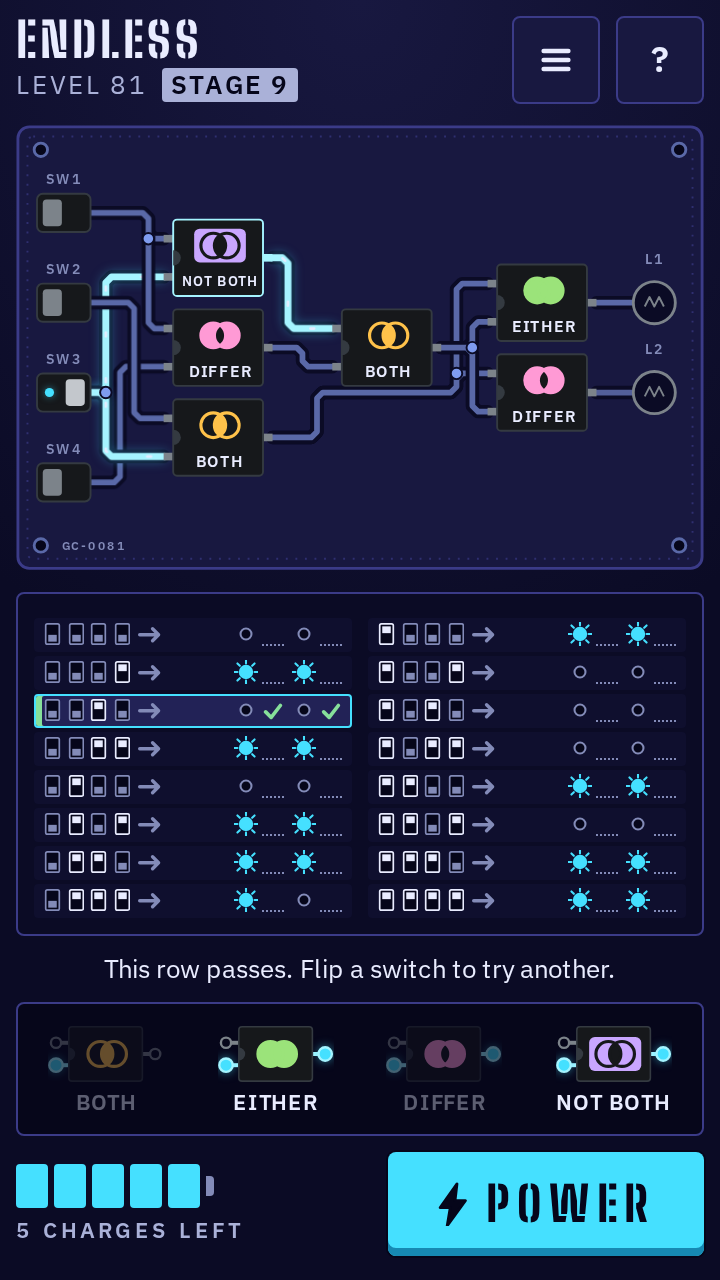 ENDLESS
LEVEL 81 STAGE 9
?
SW1
SW2
SW3
SW4
NOT BOTH
DIFFER
BOTH
BOTH
EITHER
DIFFER
L1
L2
GC-0081
This row passes. Flip a switch to try another.
BOTH EITHER DIFFER NOT BOTH
5 CHARGES LEFT
POWER